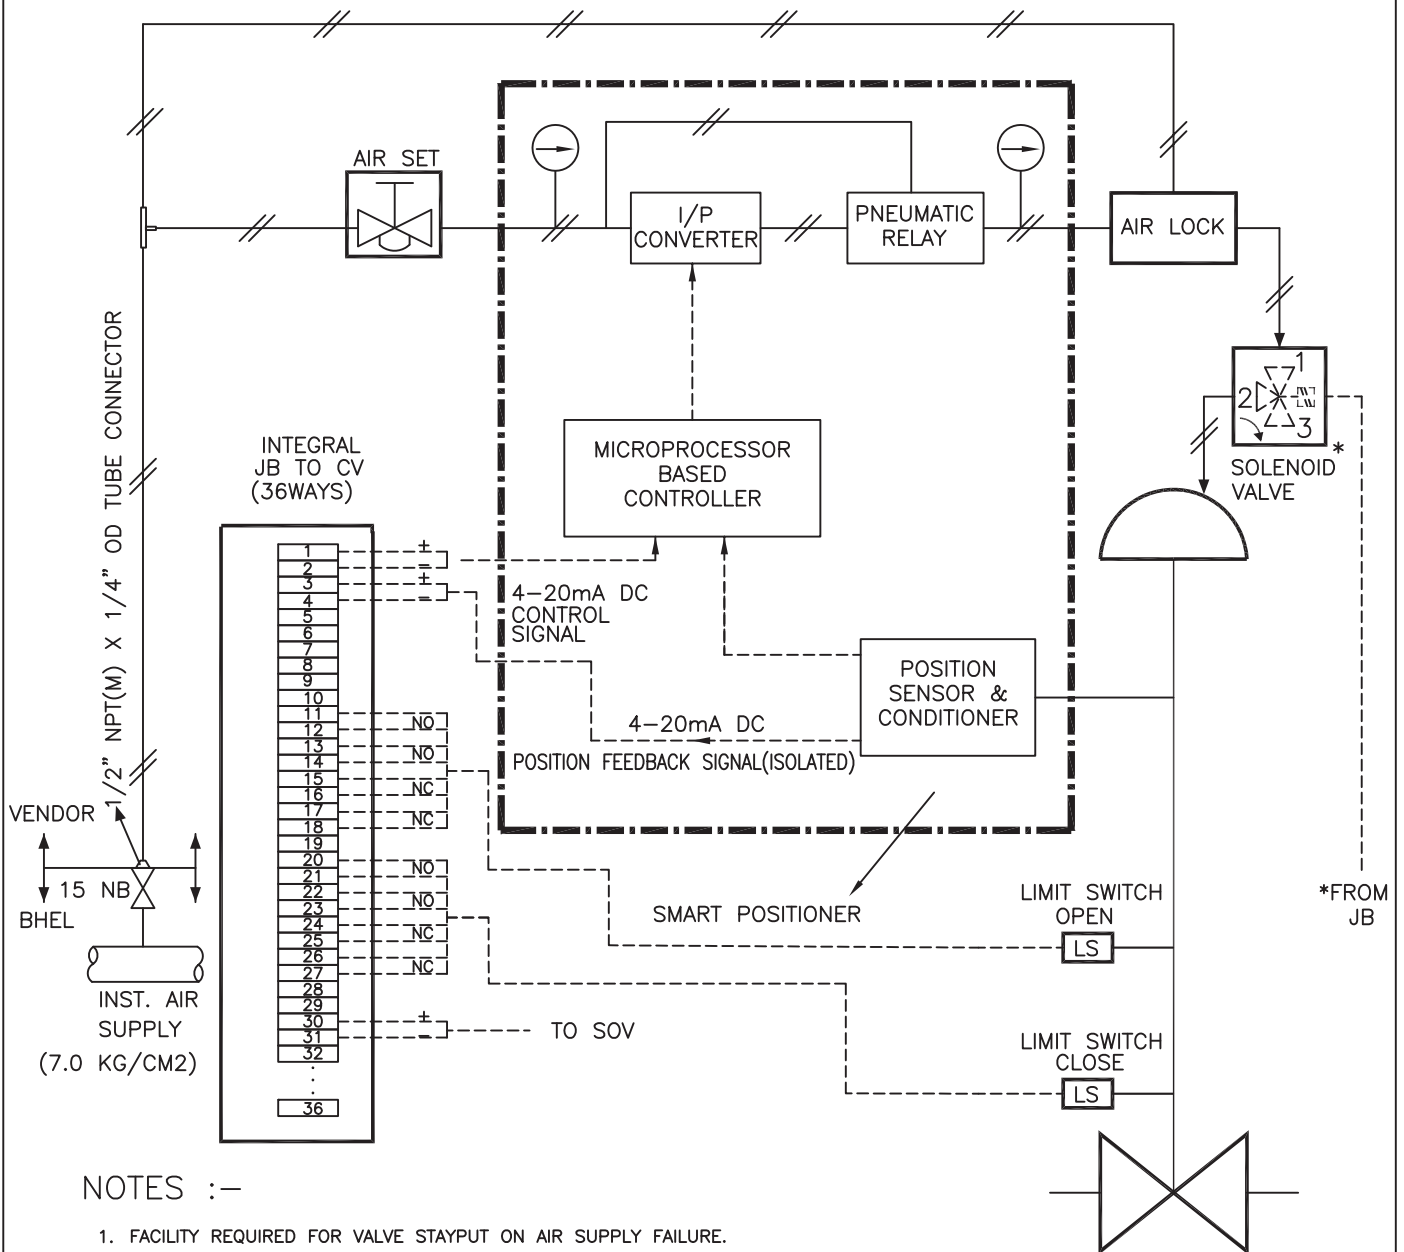 AIR SET
I/P
CONVERTER
PNEUMATIC
RELAY
AIR LOCK
1/2" NPT(M) X 1/4" OD TUBE CONNECTOR
1
2
3
*
SOLENOID
VALVE
INTEGRAL
JB TO CV
(36WAYS)
MICROPROCESSOR
BASED
CONTROLLER
1
2
3
4
5
6
7
8
9
10
11
12
13
14
15
16
17
18
19
20
21
22
23
24
25
26
27
28
29
30
31
32
36
+
−
+
−
NO
NO
NC
NC
NO
NO
NC
NC
+
−
TO SOV
4−20mA DC
CONTROL
SIGNAL
POSITION
SENSOR &
CONDITIONER
4−20mA DC
POSITION FEEDBACK SIGNAL(ISOLATED)
VENDOR
15 NB
BHEL
INST. AIR
SUPPLY
(7.0 KG/CM2)
SMART POSITIONER
LIMIT SWITCH
OPEN
LS
*FROM
JB
LIMIT SWITCH
CLOSE
LS
NOTES :−
1. FACILITY REQUIRED FOR VALVE STAYPUT ON AIR SUPPLY FAILURE.